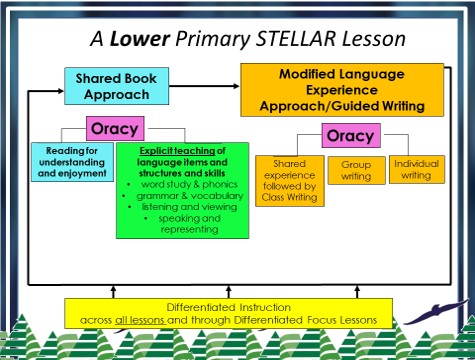 A Lower Primary STELLAR Lesson
Shared Book
Approach
Modified Language
Experience
Approach/Guided Writing
Oracy
Reading for
understanding
and enjoyment
Explicit teaching of
language items and
structures and skills
• word study & phonics
• grammar & vocabulary
• listening and viewing
• speaking and
representing
Oracy
Shared
experience
followed by
Class Writing
Group
writing
Individual
writing
Differentiated Instruction
across all lessons and through Differentiated Focus Lessons